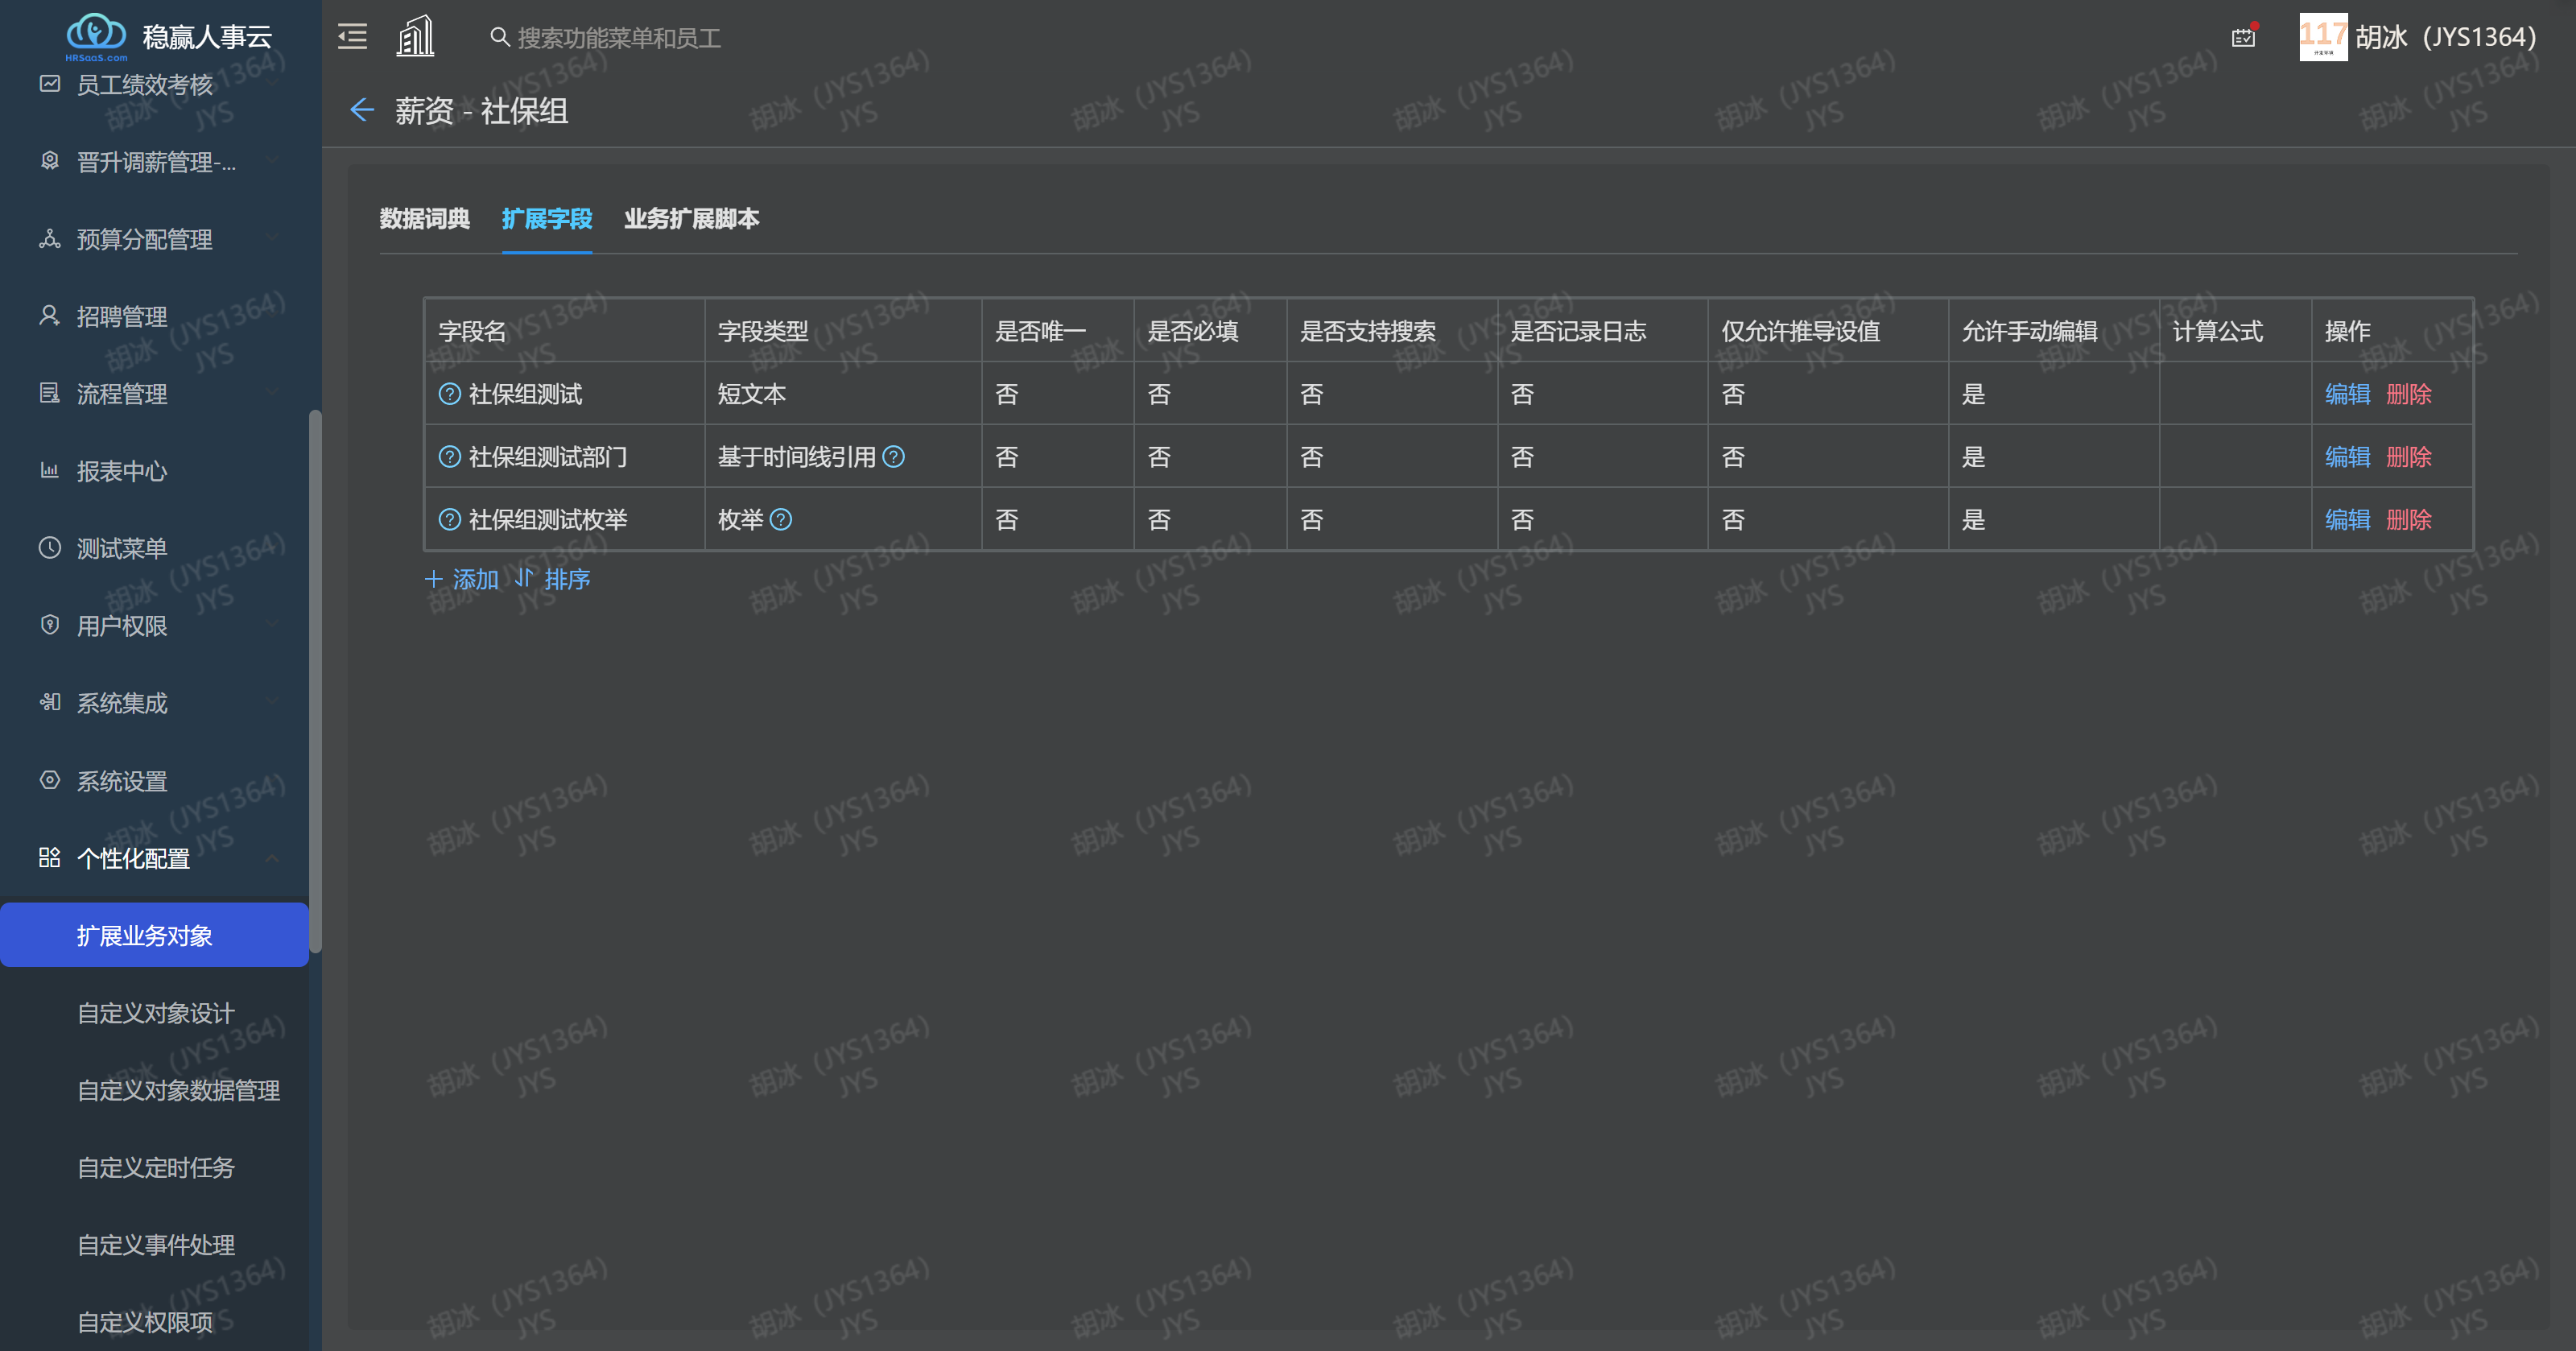 稳赢人事云
HRSaaS.com
搜索功能菜单和员工
117
胡冰（JYS1364）
员工绩效考核
晋升调薪管理-...
预算分配管理
招聘管理
流程管理
报表中心
测试菜单
用户权限
系统集成
系统设置
个性化配置
扩展业务对象
自定义对象设计
自定义对象数据管理
自定义定时任务
自定义事件处理
自定义权限项
薪资 - 社保组
数据词典 扩展字段 业务扩展脚本
字段名 字段类型 是否唯一 是否必填 是否支持搜索 是否记录日志 仅允许推导设值 允许手动编辑 计算公式 操作
社保组测试 短文本 否 否 否 否 否 是 编辑 删除
社保组测试部门 基于时间线引用 否 否 否 否 否 是 编辑 删除
社保组测试枚举 枚举 否 否 否 否 否 是 编辑 删除
添加 排序
胡冰（JYS1364）
JYS